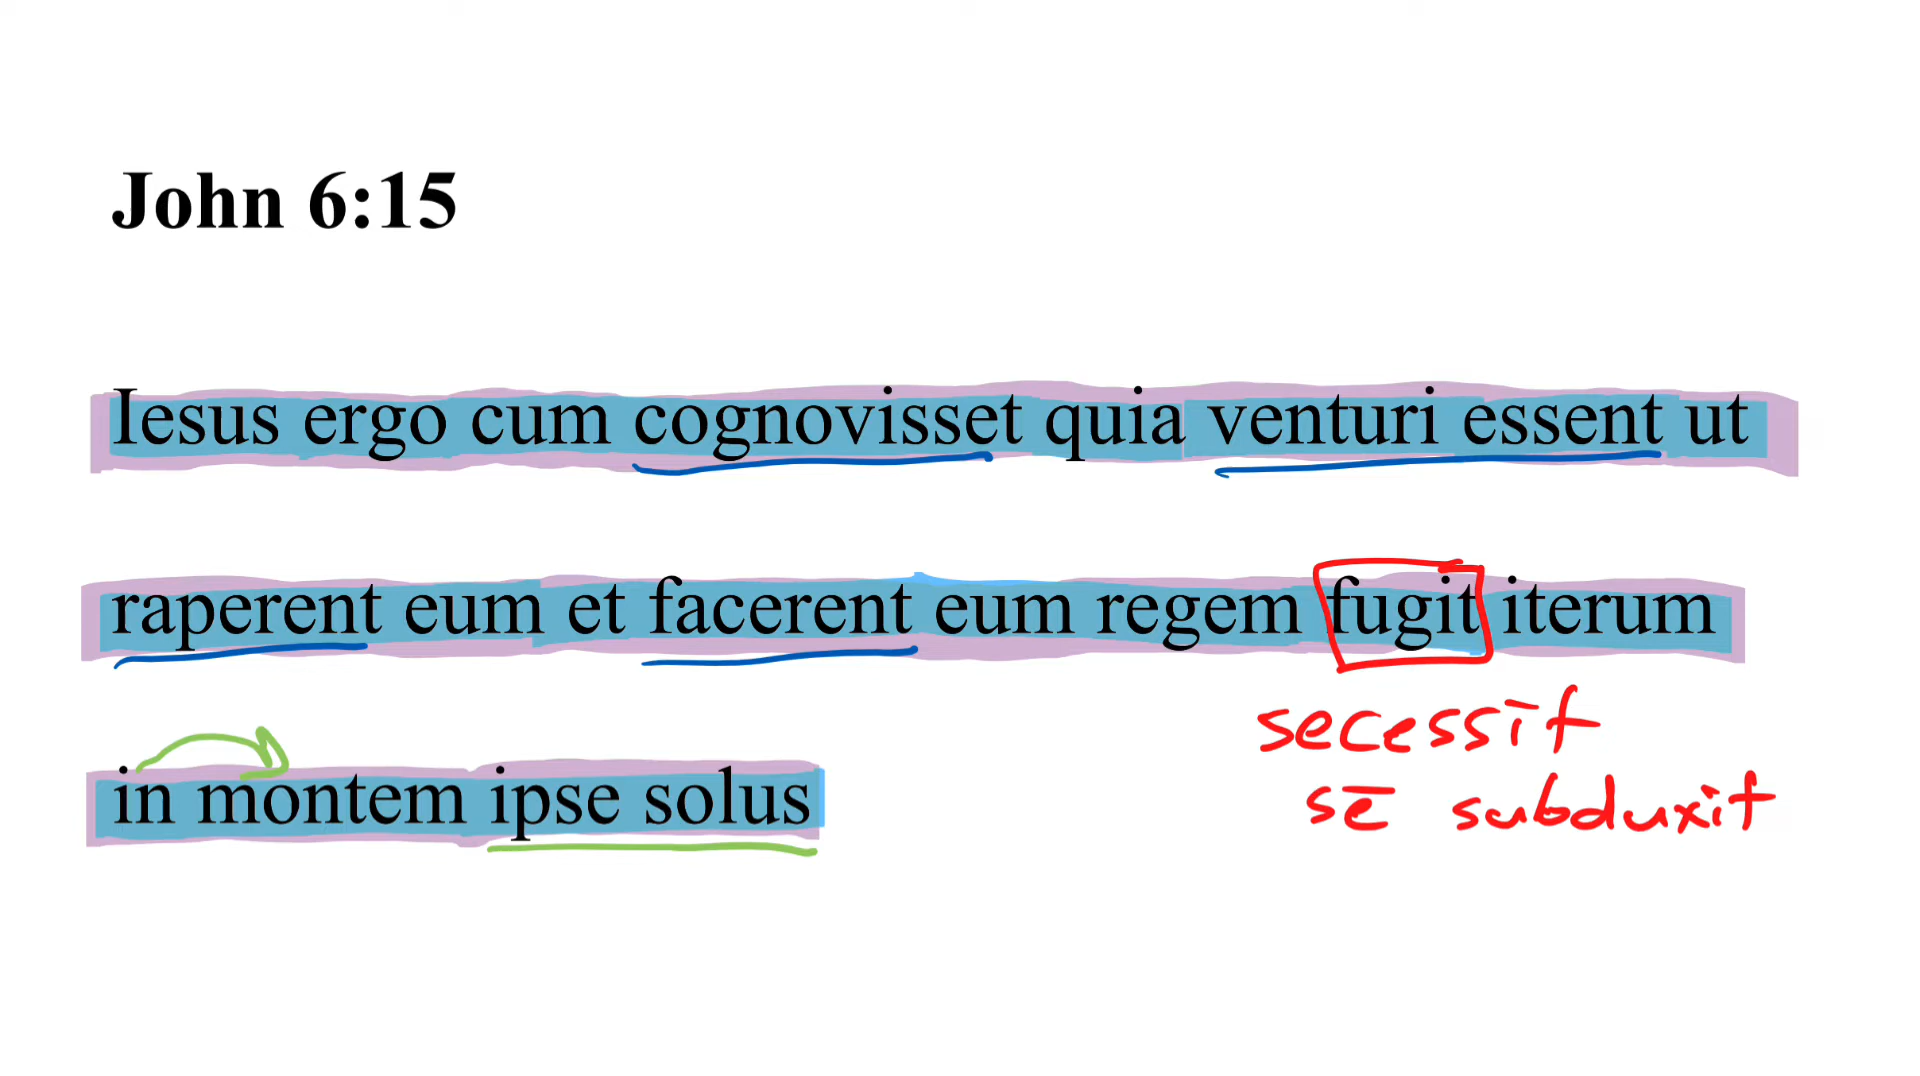 John 6:15
Iesus ergo cum cognovisset quia venturi essent ut
raperent eum et facerent eum regem fugit iterum
secessit
in montem ipse solus
sē subduxit